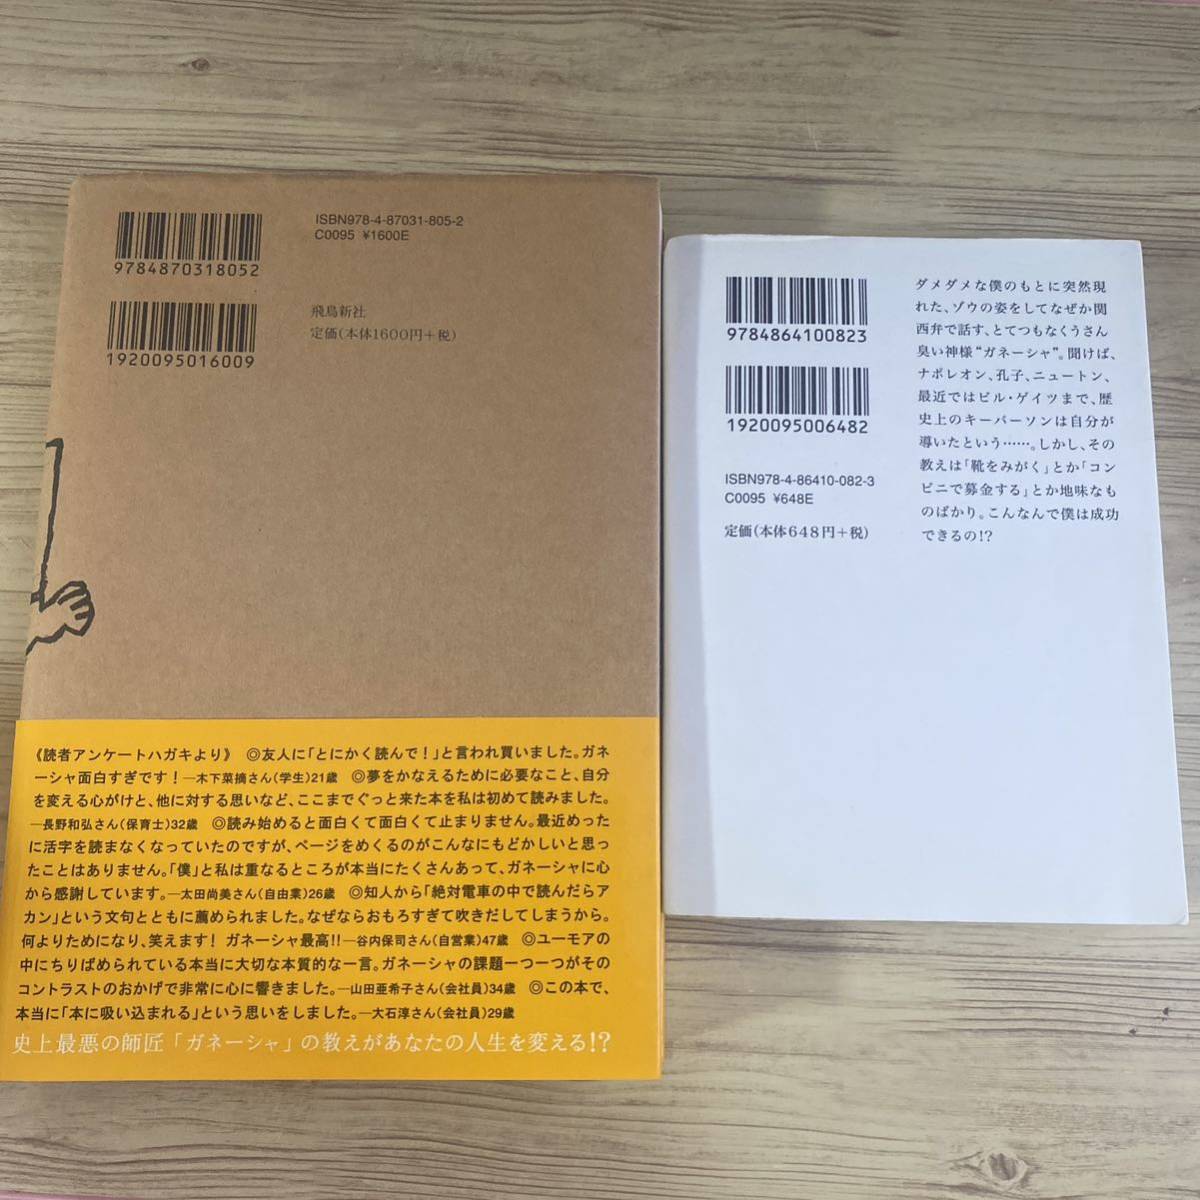 ISBN978-4-87031-805-2
C0095 ¥1600E
9784870318052
飛鳥新社
定価(本体1600円+税)
1920095016009
《読者アンケートハガキより》 ◎友人に「とにかく読んで!」と言われ買いました。ガネ
ーシャ面白すぎです!―木下菜摘さん(学生)21歳 ◎夢をかなえるために必要なこと、自分
を変える心がけと、他に対する思いなど、ここまでぐっと来た本を私は初めて読みました。
―長野和弘さん(保育士)32歳 ◎読み始めると面白くて面白くて止まりません。最近めった
に活字を読まなくなっていたのですが、ページをめくるのがこんなにもどかしいと思っ
たことはありません。「僕」と私は重なるところが本当にたくさんあって、ガネーシャに心
から感謝しています。―太田尚美さん(自由業)26歳 ◎知人から「絶対電車の中で読んだらア
カン」という文句とともに薦められました。なぜならおもろすぎて吹きだしてしまうから。
何よりためになり、笑えます! ガネーシャ最高!!―谷内保司さん(自営業)47歳 ◎ユーモアの
中にちりばめられている本当に大切な本質的な一言。ガネーシャの課題一つ一つがその
コントラストのおかげで非常に心に響きました。―山田亜希子さん(会社員)34歳 ◎この本で、
本当に「本に吸い込まれる」という思いをしました。―大石淳さん(会社員)29歳
史上最悪の師匠「ガネーシャ」の教えがあなたの人生を変える!?
9784864100823
1920095006482
ISBN978-4-86410-082-3
C0095 ¥648E
定価(本体648円+税)
ダメダメな僕のもとに突然現
れた、ゾウの姿をしてなぜか関
西弁で話す、とてつもなくうさん
臭い神様“ガネーシャ”。聞けば、
ナポレオン、孔子、ニュートン、
最近ではビル・ゲイツまで、歴
史上のキーパーソンは自分が
導いたという……。しかし、その
教えは「靴をみがく」とか「コン
ビニで募金する」とか地味なも
のばかり。こんなんで僕は成功
できるの!?